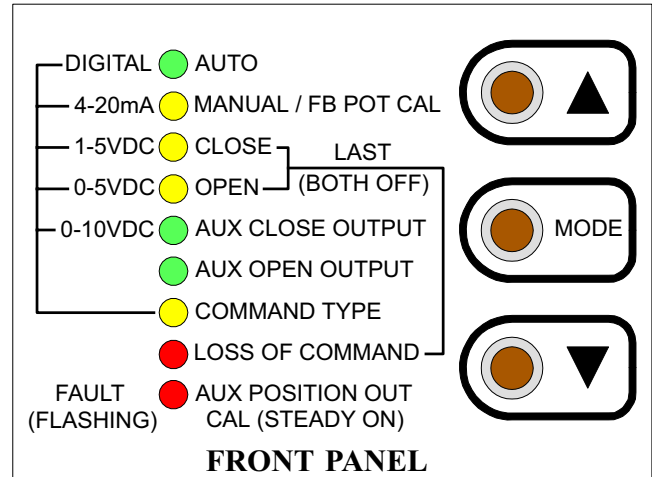 DIGITAL AUTO
4-20mA MANUAL / FB POT CAL
1-5VDC CLOSE
LAST
0-5VDC OPEN (BOTH OFF)
0-10VDC AUX CLOSE OUTPUT
MODE
AUX OPEN OUTPUT
COMMAND TYPE
LOSS OF COMMAND
FAULT
(FLASHING)
AUX POSITION OUT
CAL (STEADY ON)
FRONT PANEL